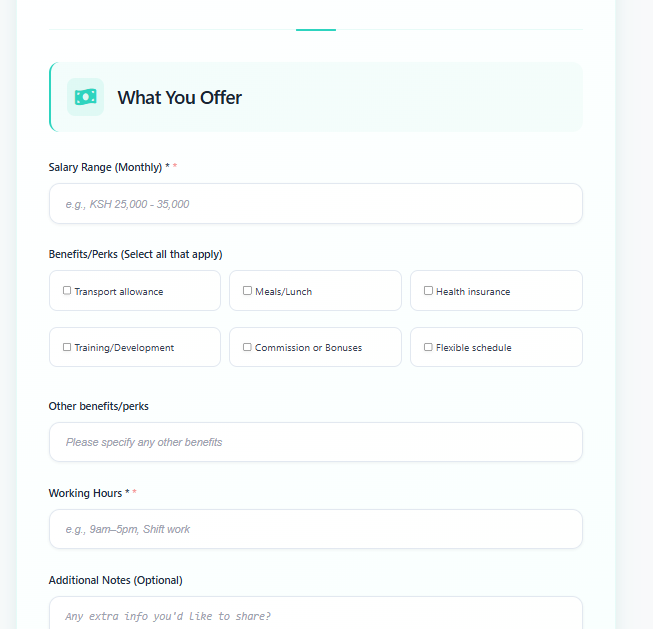 What You Offer
Salary Range (Monthly) * *
e.g., KSH 25,000 - 35,000
Benefits/Perks (Select all that apply)
Transport allowance
Meals/Lunch
Health insurance
Training/Development
Commission or Bonuses
Flexible schedule
Other benefits/perks
Please specify any other benefits
Working Hours * *
e.g., 9am–5pm, Shift work
Additional Notes (Optional)
Any extra info you'd like to share?